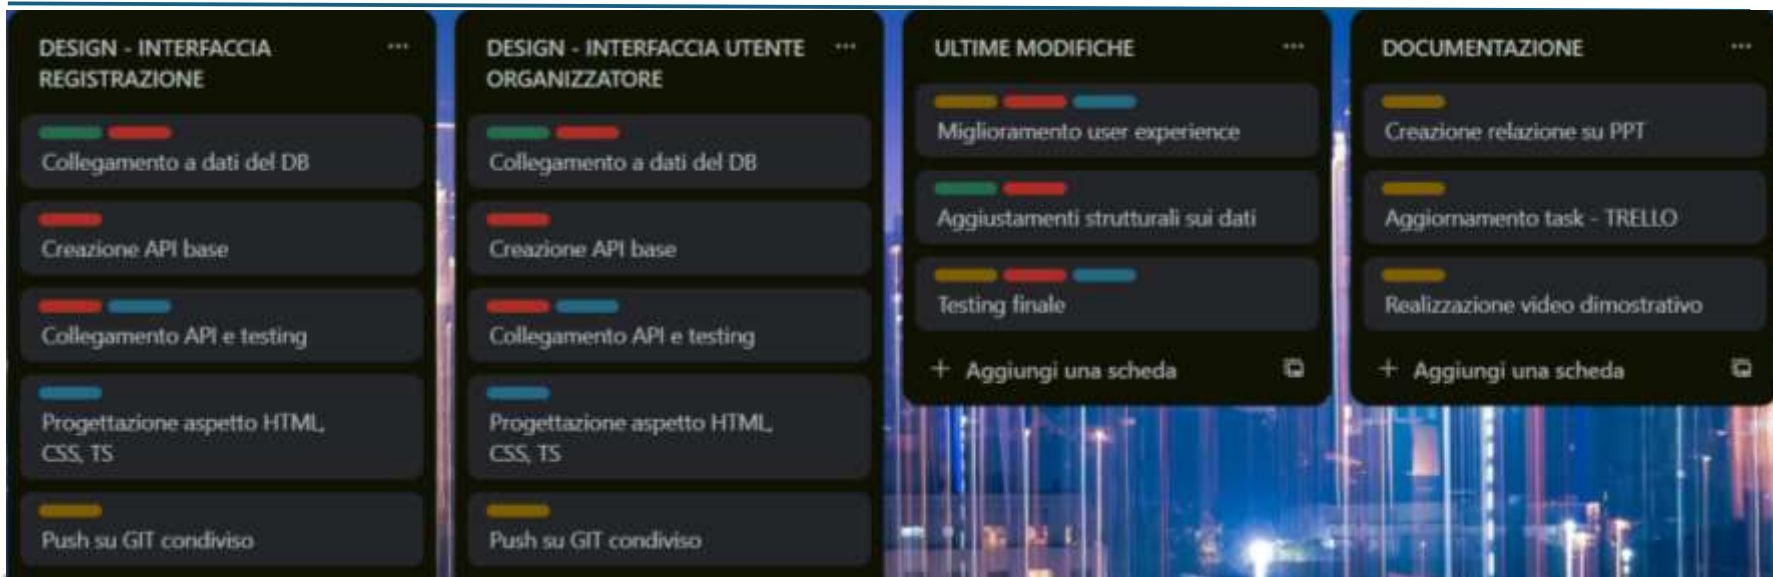 DESIGN - INTERFACCIA
REGISTRAZIONE
Collegamento a dati del DB
Creazione API base
Collegamento API e testing
Progettazione aspetto HTML,
CSS, TS
Push su GIT condiviso
DESIGN - INTERFACCIA UTENTE
ORGANIZZATORE
Collegamento a dati del DB
Creazione API base
Collegamento API e testing
Progettazione aspetto HTML,
CSS, TS
Push su GIT condiviso
ULTIME MODIFICHE
Miglioramento user experience
Aggiustamenti strutturali sui dati
Testing finale
+ Aggiungi una scheda
DOCUMENTAZIONE
Creazione relazione su PPT
Aggiornamento task - TRELLO
Realizzazione video dimostrativo
+ Aggiungi una scheda